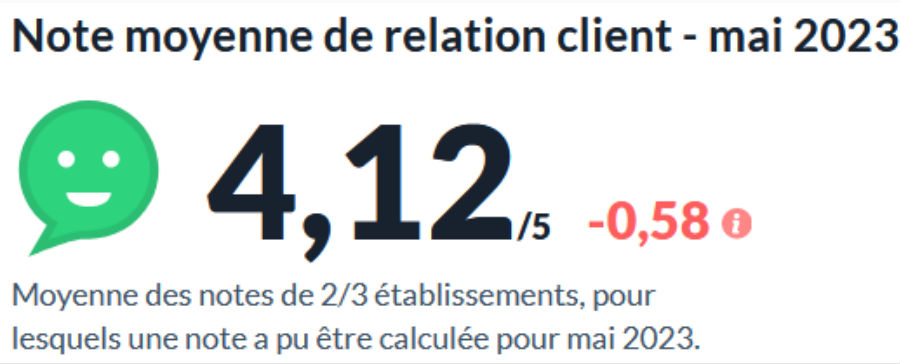 Note moyenne de relation client - mai 2023
4,12/5 -0,58 i
Moyenne des notes de 2/3 établissements, pour
lesquels une note a pu être calculée pour mai 2023.